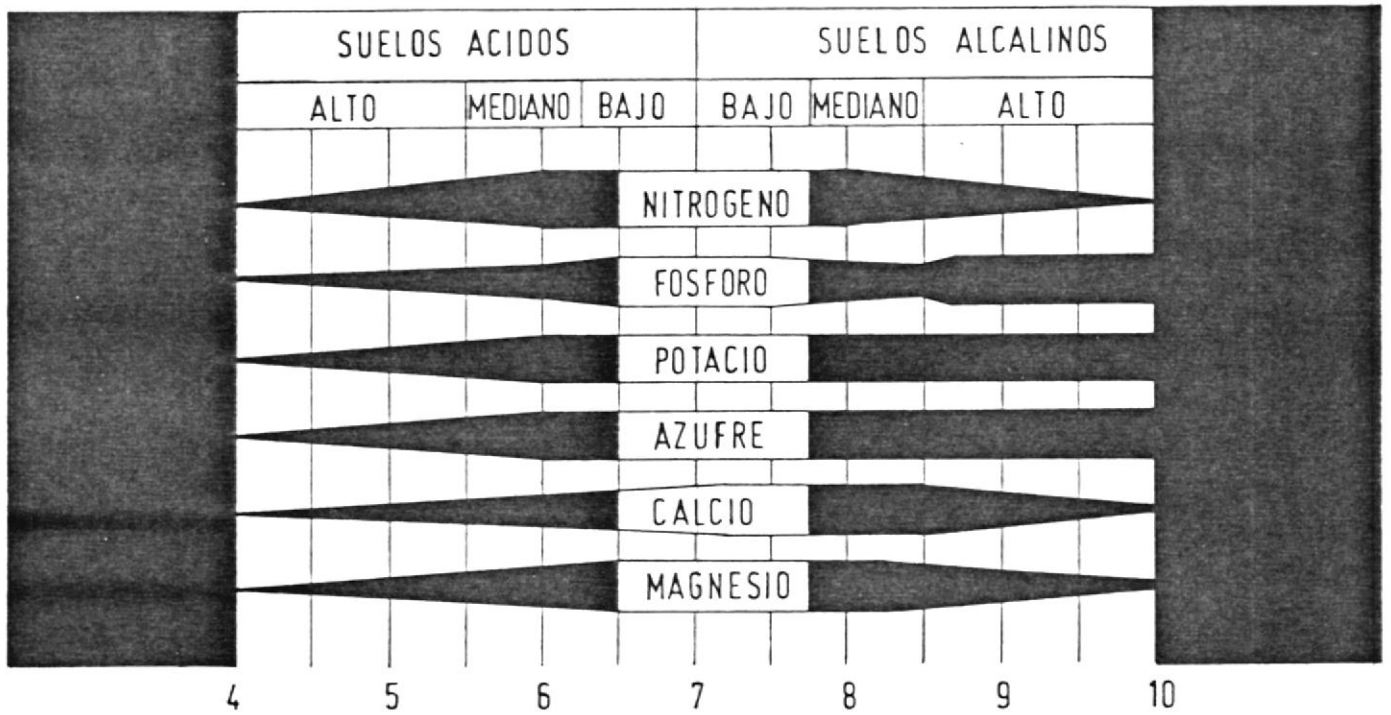 SUELOS ACIDOS SUELOS ALCALINOS
ALTO MEDIANO BAJO BAJO MEDIANO ALTO
NITROGENO
FOSFORO
POTACIO
AZUFRE
CALCIO
MAGNESIO
4 5 6 7 8 9 10